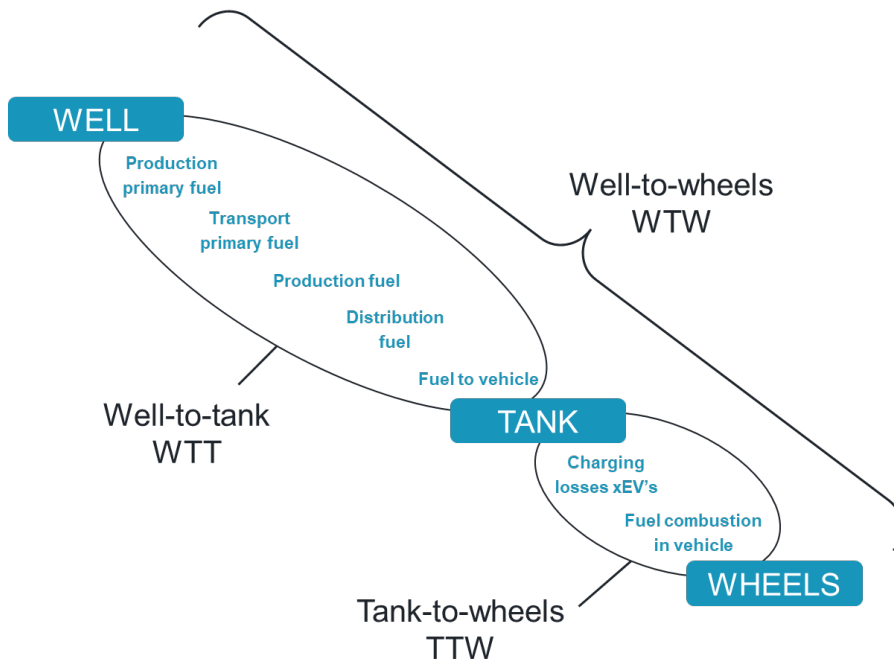 WELL
Production
primary fuel
Transport
primary fuel
Production fuel
Distribution
fuel
Fuel to vehicle
Well-to-wheels
WTW
Well-to-tank
WTT
TANK
Charging
losses xEV's
Fuel combustion
in vehicle
WHEELS
Tank-to-wheels
TTW